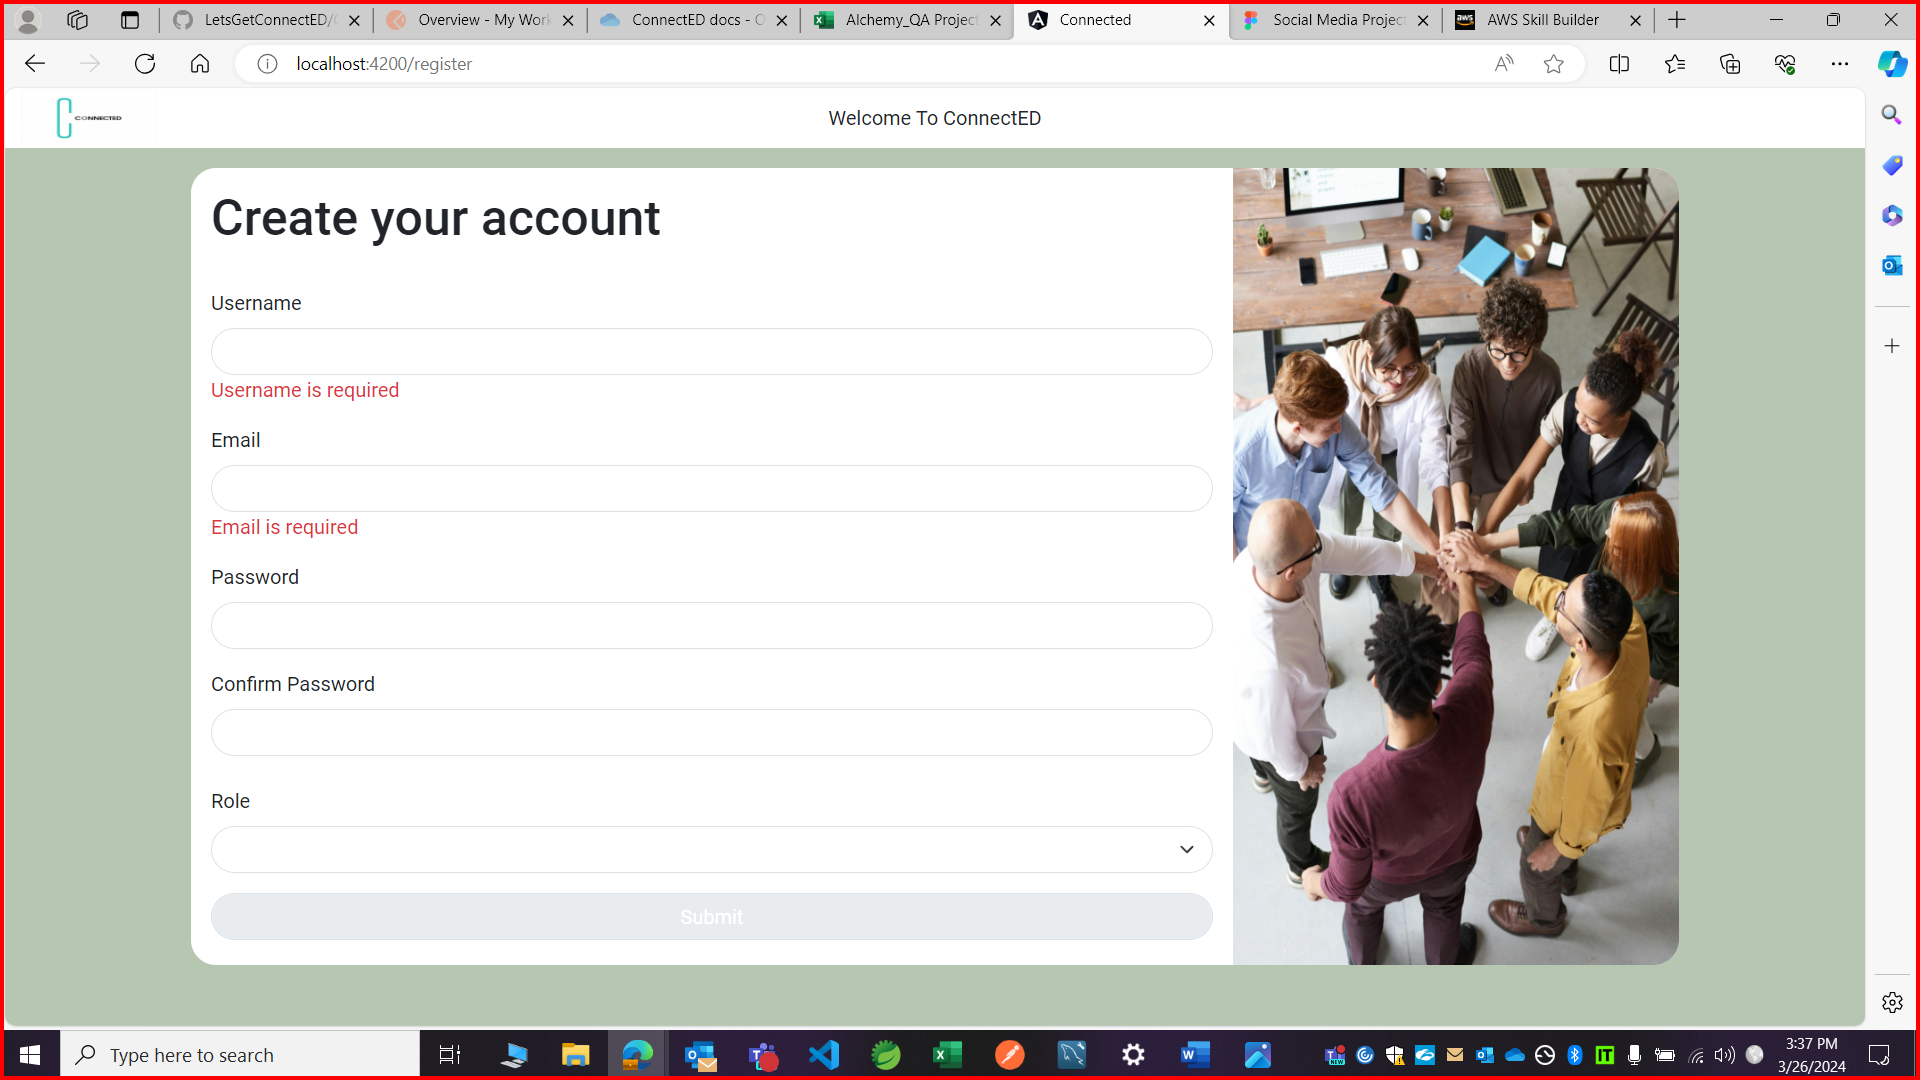 LetsGetConnectED/
Overview - My Work
ConnectED docs - O
Alchemy_QA Project
Connected
Social Media Project
AWS Skill Builder
localhost:4200/register
CONNECTED
Welcome To ConnectED
Create your account
Username
Username is required
Email
Email is required
Password
Confirm Password
Role
Submit
Type here to search
3:37 PM
3/26/2024